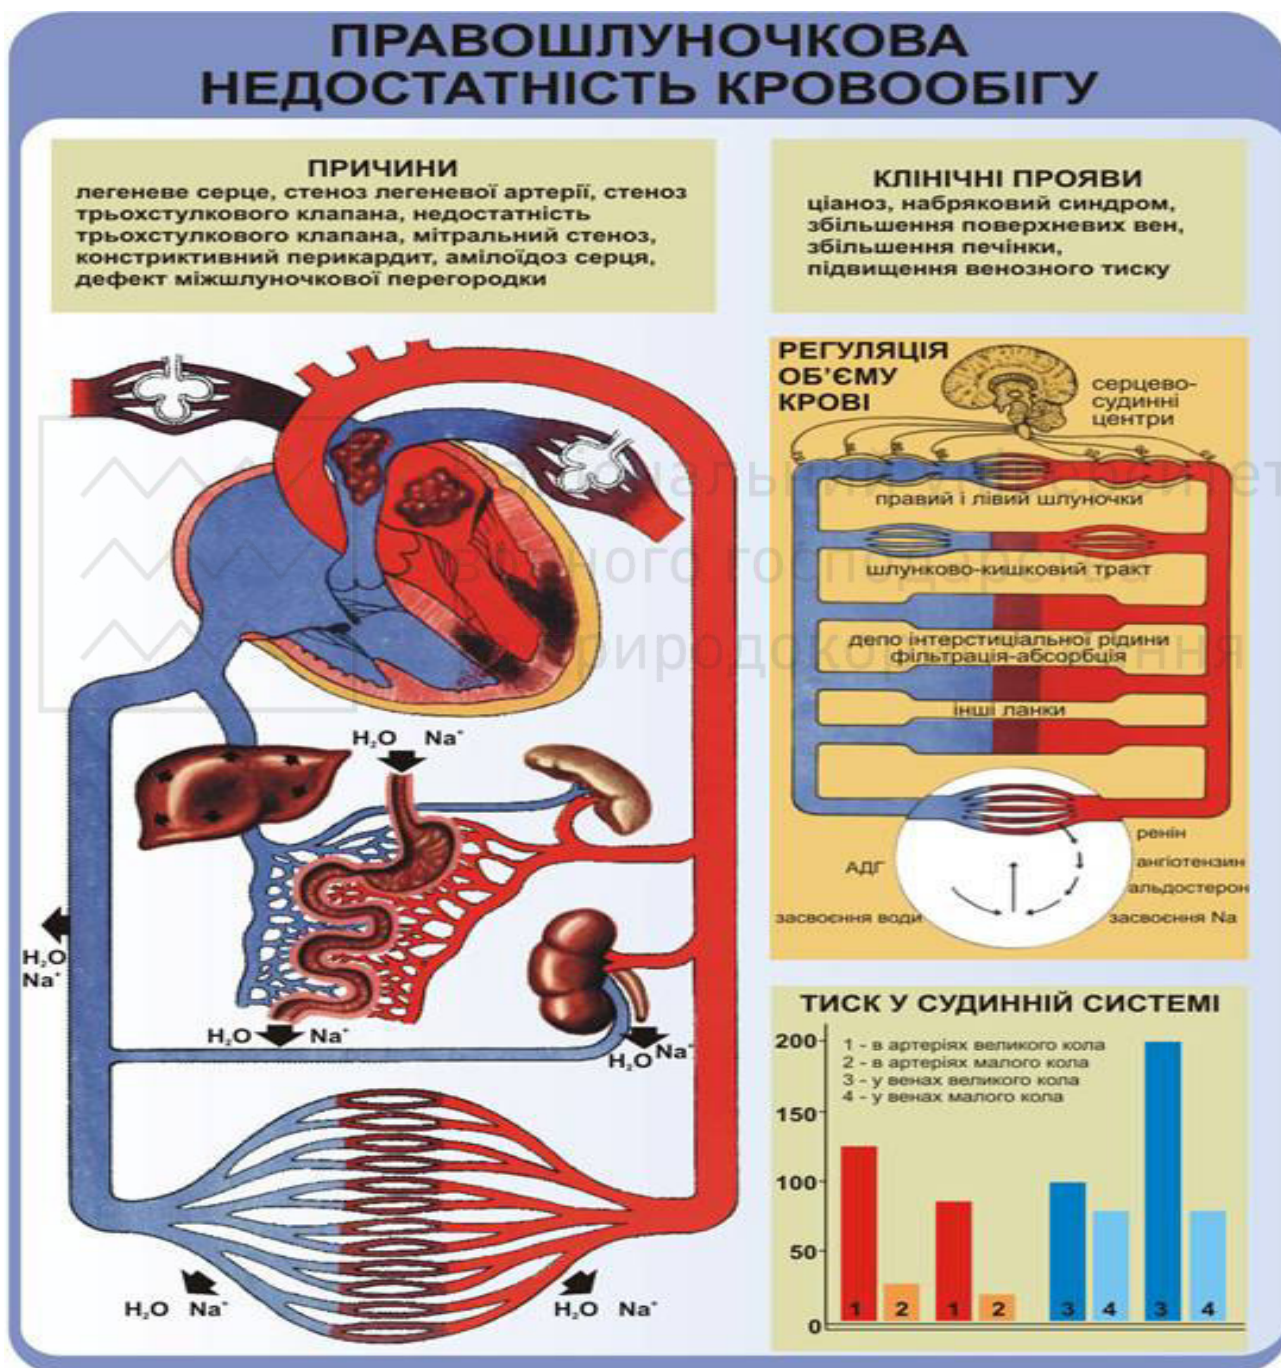 ПРАВОШЛУНОЧКОВА
НЕДОСТАТНІСТЬ КРОВООБІГУ
ПРИЧИНИ
легеневе серце, стеноз легеневої артерії, стеноз
трьохстулкового клапана, недостатність
трьохстулкового клапана, мітральний стеноз,
констриктивний перикардит, амілоїдоз серця,
дефект міжшлуночкової перегородки
КЛІНІЧНІ ПРОЯВИ
ціаноз, набряковий синдром,
збільшення поверхневих вен,
збільшення печінки,
підвищення венозного тиску
H₂O Na⁺
H₂O
Na⁺
H₂O Na⁺
H₂O Na⁺
H₂O Na⁺
H₂O Na⁺
РЕГУЛЯЦІЯ
ОБ'ЄМУ
КРОВІ
серцево-
судинні
центри
правий і лівий шлуночки
шлунково-кишковий тракт
депо інтерстиціальної рідини
фільтрація-абсорбція
інші ланки
ренін
АДГ
ангіотензин
альдостерон
засвоєння води
засвоєння Na
ТИСК У СУДИННІЙ СИСТЕМІ
200
150
100
50
0
1 - в артеріях великого кола
2 - в артеріях малого кола
3 - у венах великого кола
4 - у венах малого кола
1 2 1 2 3 4 3 4